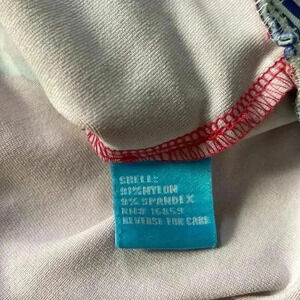 SHELL:
91% NYLON
9% SPANDEX
RN# 16859
REVERSE FOR CARE